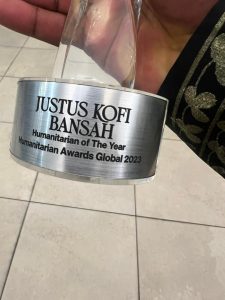 JUSTUS KOFI
BANSAH
Humanitarian of The Year
Humanitarian Awards Global 2023